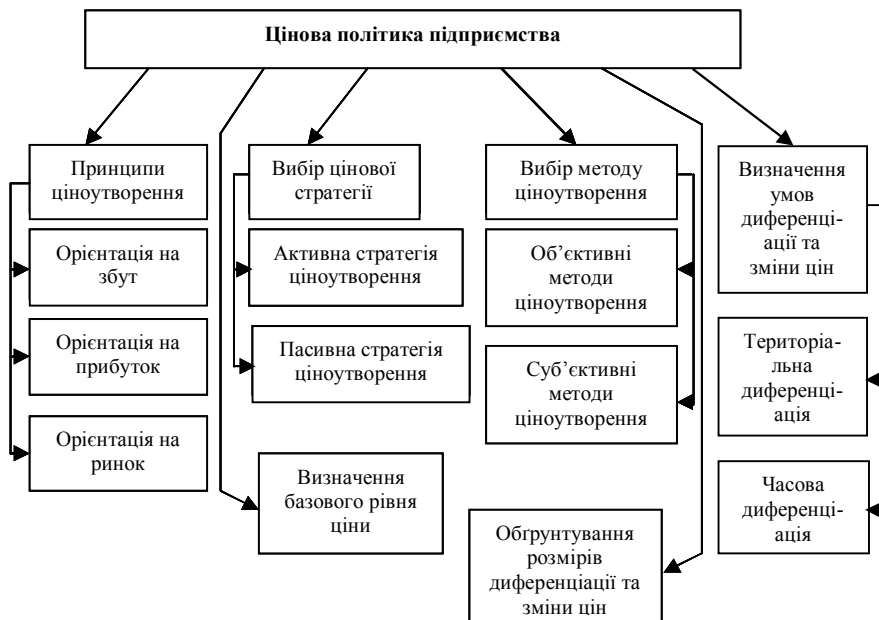 Цінова політика підприємства
Принципи
ціноутворення
Орієнтація на
збут
Орієнтація на
прибуток
Орієнтація на
ринок
Вибір цінової
стратегії
Активна стратегія
ціноутворення
Пасивна стратегія
ціноутворення
Визначення
базового рівня
ціни
Вибір методу
ціноутворення
Об’єктивні
методи
ціноутворення
Суб’єктивні
методи
ціноутворення
Обґрунтування
розмірів
диференціації та
зміни цін
Визначення
умов
диференці-
ації та
зміни цін
Територіа-
льна
диференці-
ація
Часова
диференці-
ація